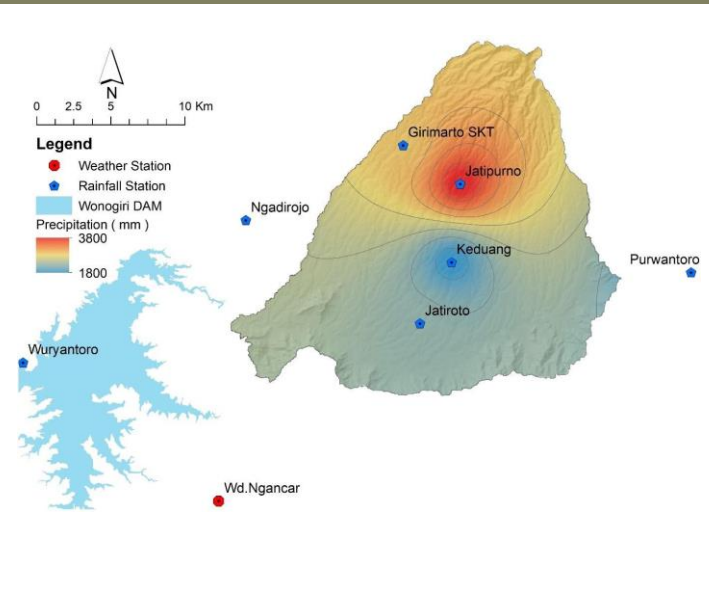 N
0 2.5 5 10 Km
Legend
Weather Station
Rainfall Station
Wonogiri DAM
Precipitation ( mm )
3800
1800
Girimarto SKT
Jatipurno
Ngadirojo
Keduang
Purwantoro
Jatiroto
Wuryantoro
Wd.Ngancar